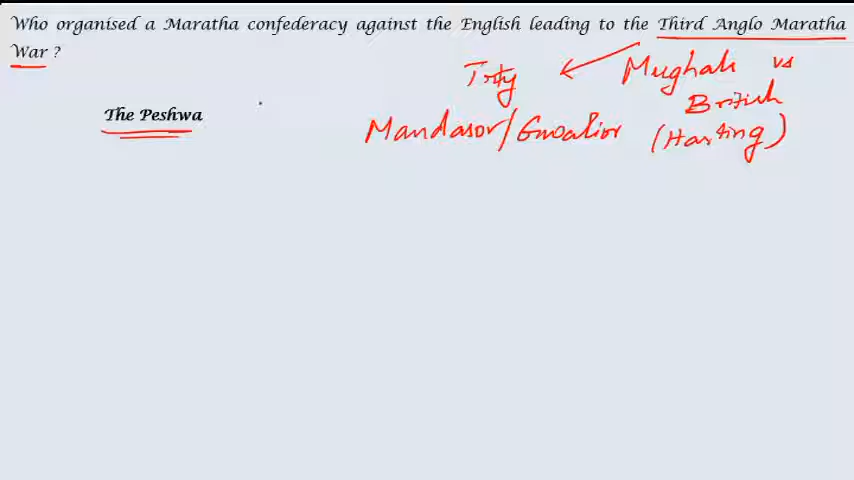 Who organised a Maratha confederacy against the English leading to the Third Anglo Maratha
War ?
Trty Mughals vs
British
The Peshwa
Mandasor/Gwalior (Hasting)